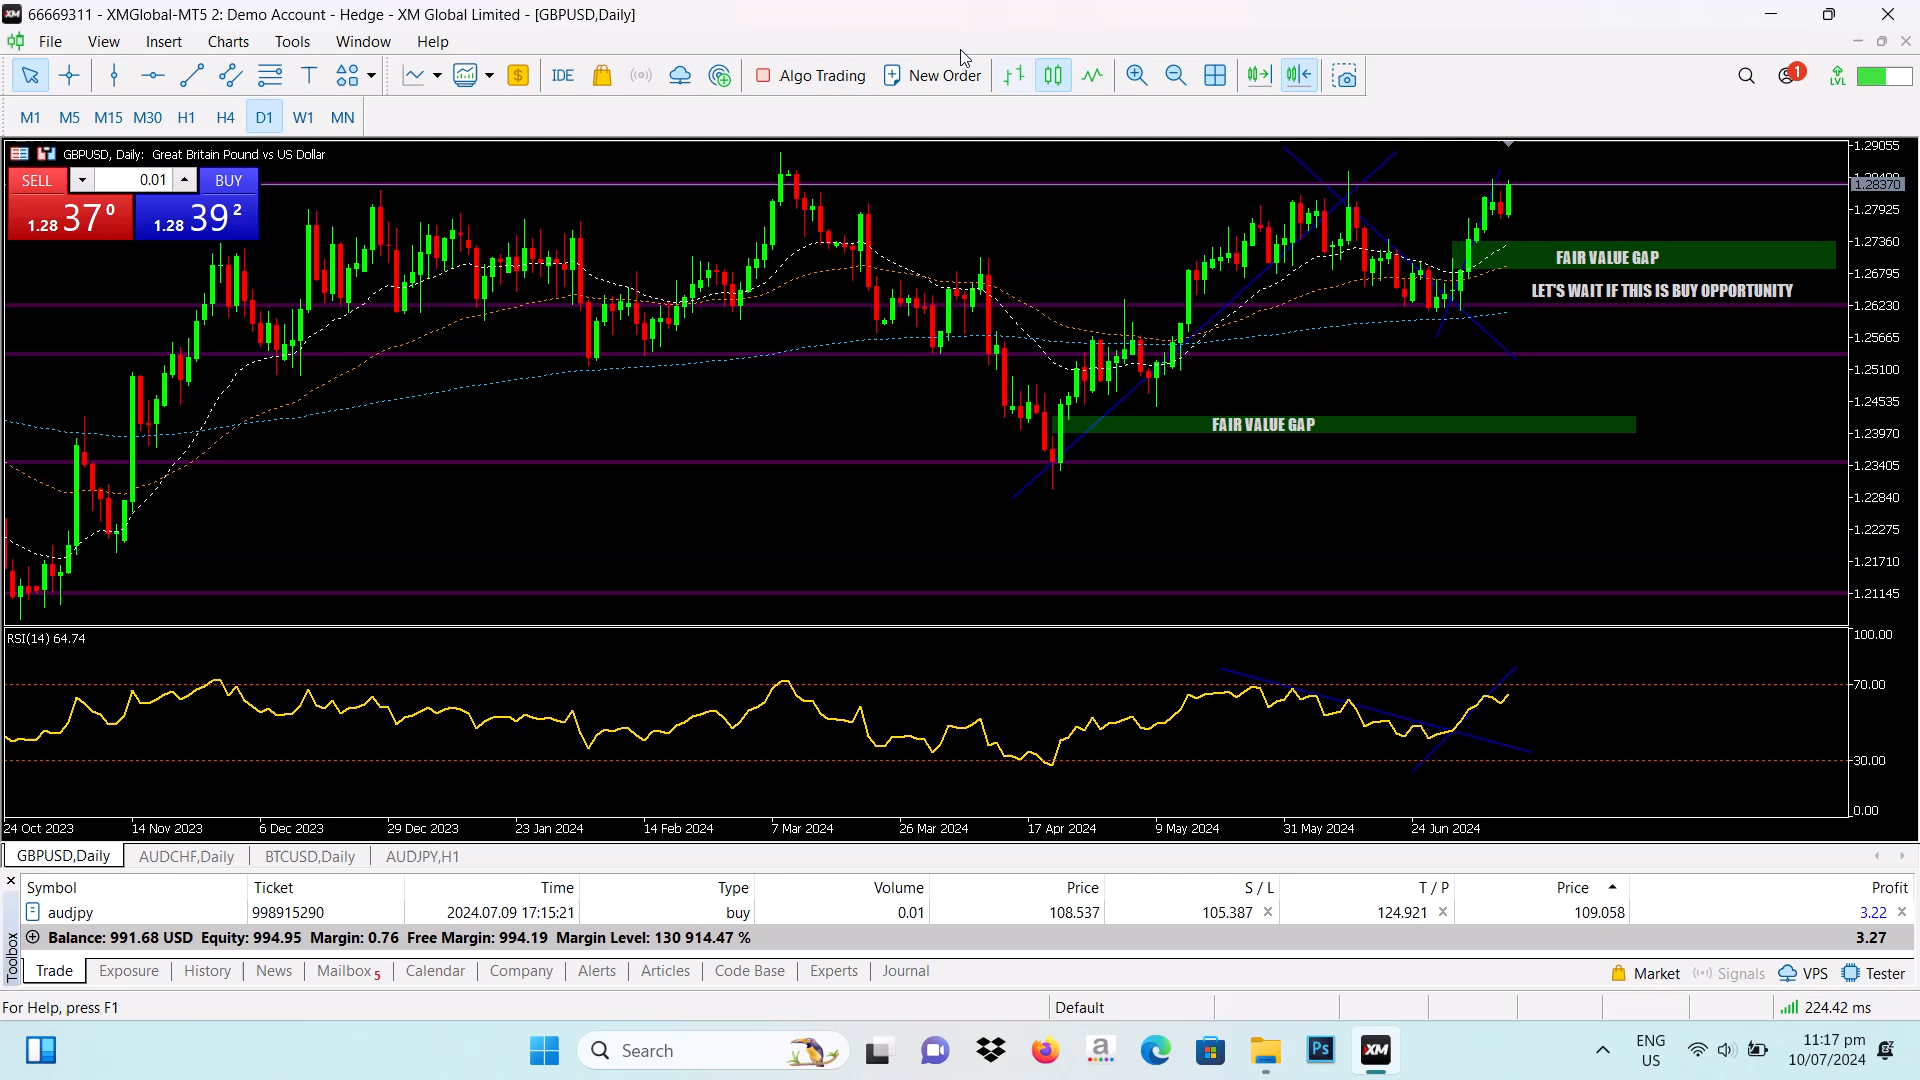 66669311 - XMGlobal-MT5 2: Demo Account - Hedge - XM Global Limited - [GBPUSD,Daily]
File View Insert Charts Tools Window Help
IDE Algo Trading New Order 1 LVL
M1 M5 M15 M30 H1 H4 D1 W1 MN
GBPUSD, Daily: Great Britain Pound vs US Dollar
SELL 0.01 BUY
1.28 37 0 1.28 39 2
1.29055
1.28370
1.27925
1.27360
1.26795
1.26230
1.25665
1.25100
1.24535
1.23970
1.23405
1.22840
1.22275
1.21710
1.21145
FAIR VALUE GAP
LET'S WAIT IF THIS IS BUY OPPORTUNITY
FAIR VALUE GAP
RSI(14) 64.74
100.00
70.00
30.00
0.00
24 Oct 2023 14 Nov 2023 6 Dec 2023 29 Dec 2023 23 Jan 2024 14 Feb 2024 7 Mar 2024 26 Mar 2024 17 Apr 2024 9 May 2024 31 May 2024 24 Jun 2024
GBPUSD,Daily AUDCHF,Daily BTCUSD,Daily AUDJPY,H1
Symbol Ticket Time Type Volume Price S / L T / P Price Profit
audjpy 998915290 2024.07.09 17:15:21 buy 0.01 108.537 105.387 124.921 109.058 3.22
Balance: 991.68 USD Equity: 994.95 Margin: 0.76 Free Margin: 994.19 Margin Level: 130 914.47 % 3.27
Toolbox
Trade Exposure History News Mailbox 5 Calendar Company Alerts Articles Code Base Experts Journal Market Signals VPS Tester
For Help, press F1 Default 224.42 ms
Search a Ps XM ENG US 11:17 pm 10/07/2024